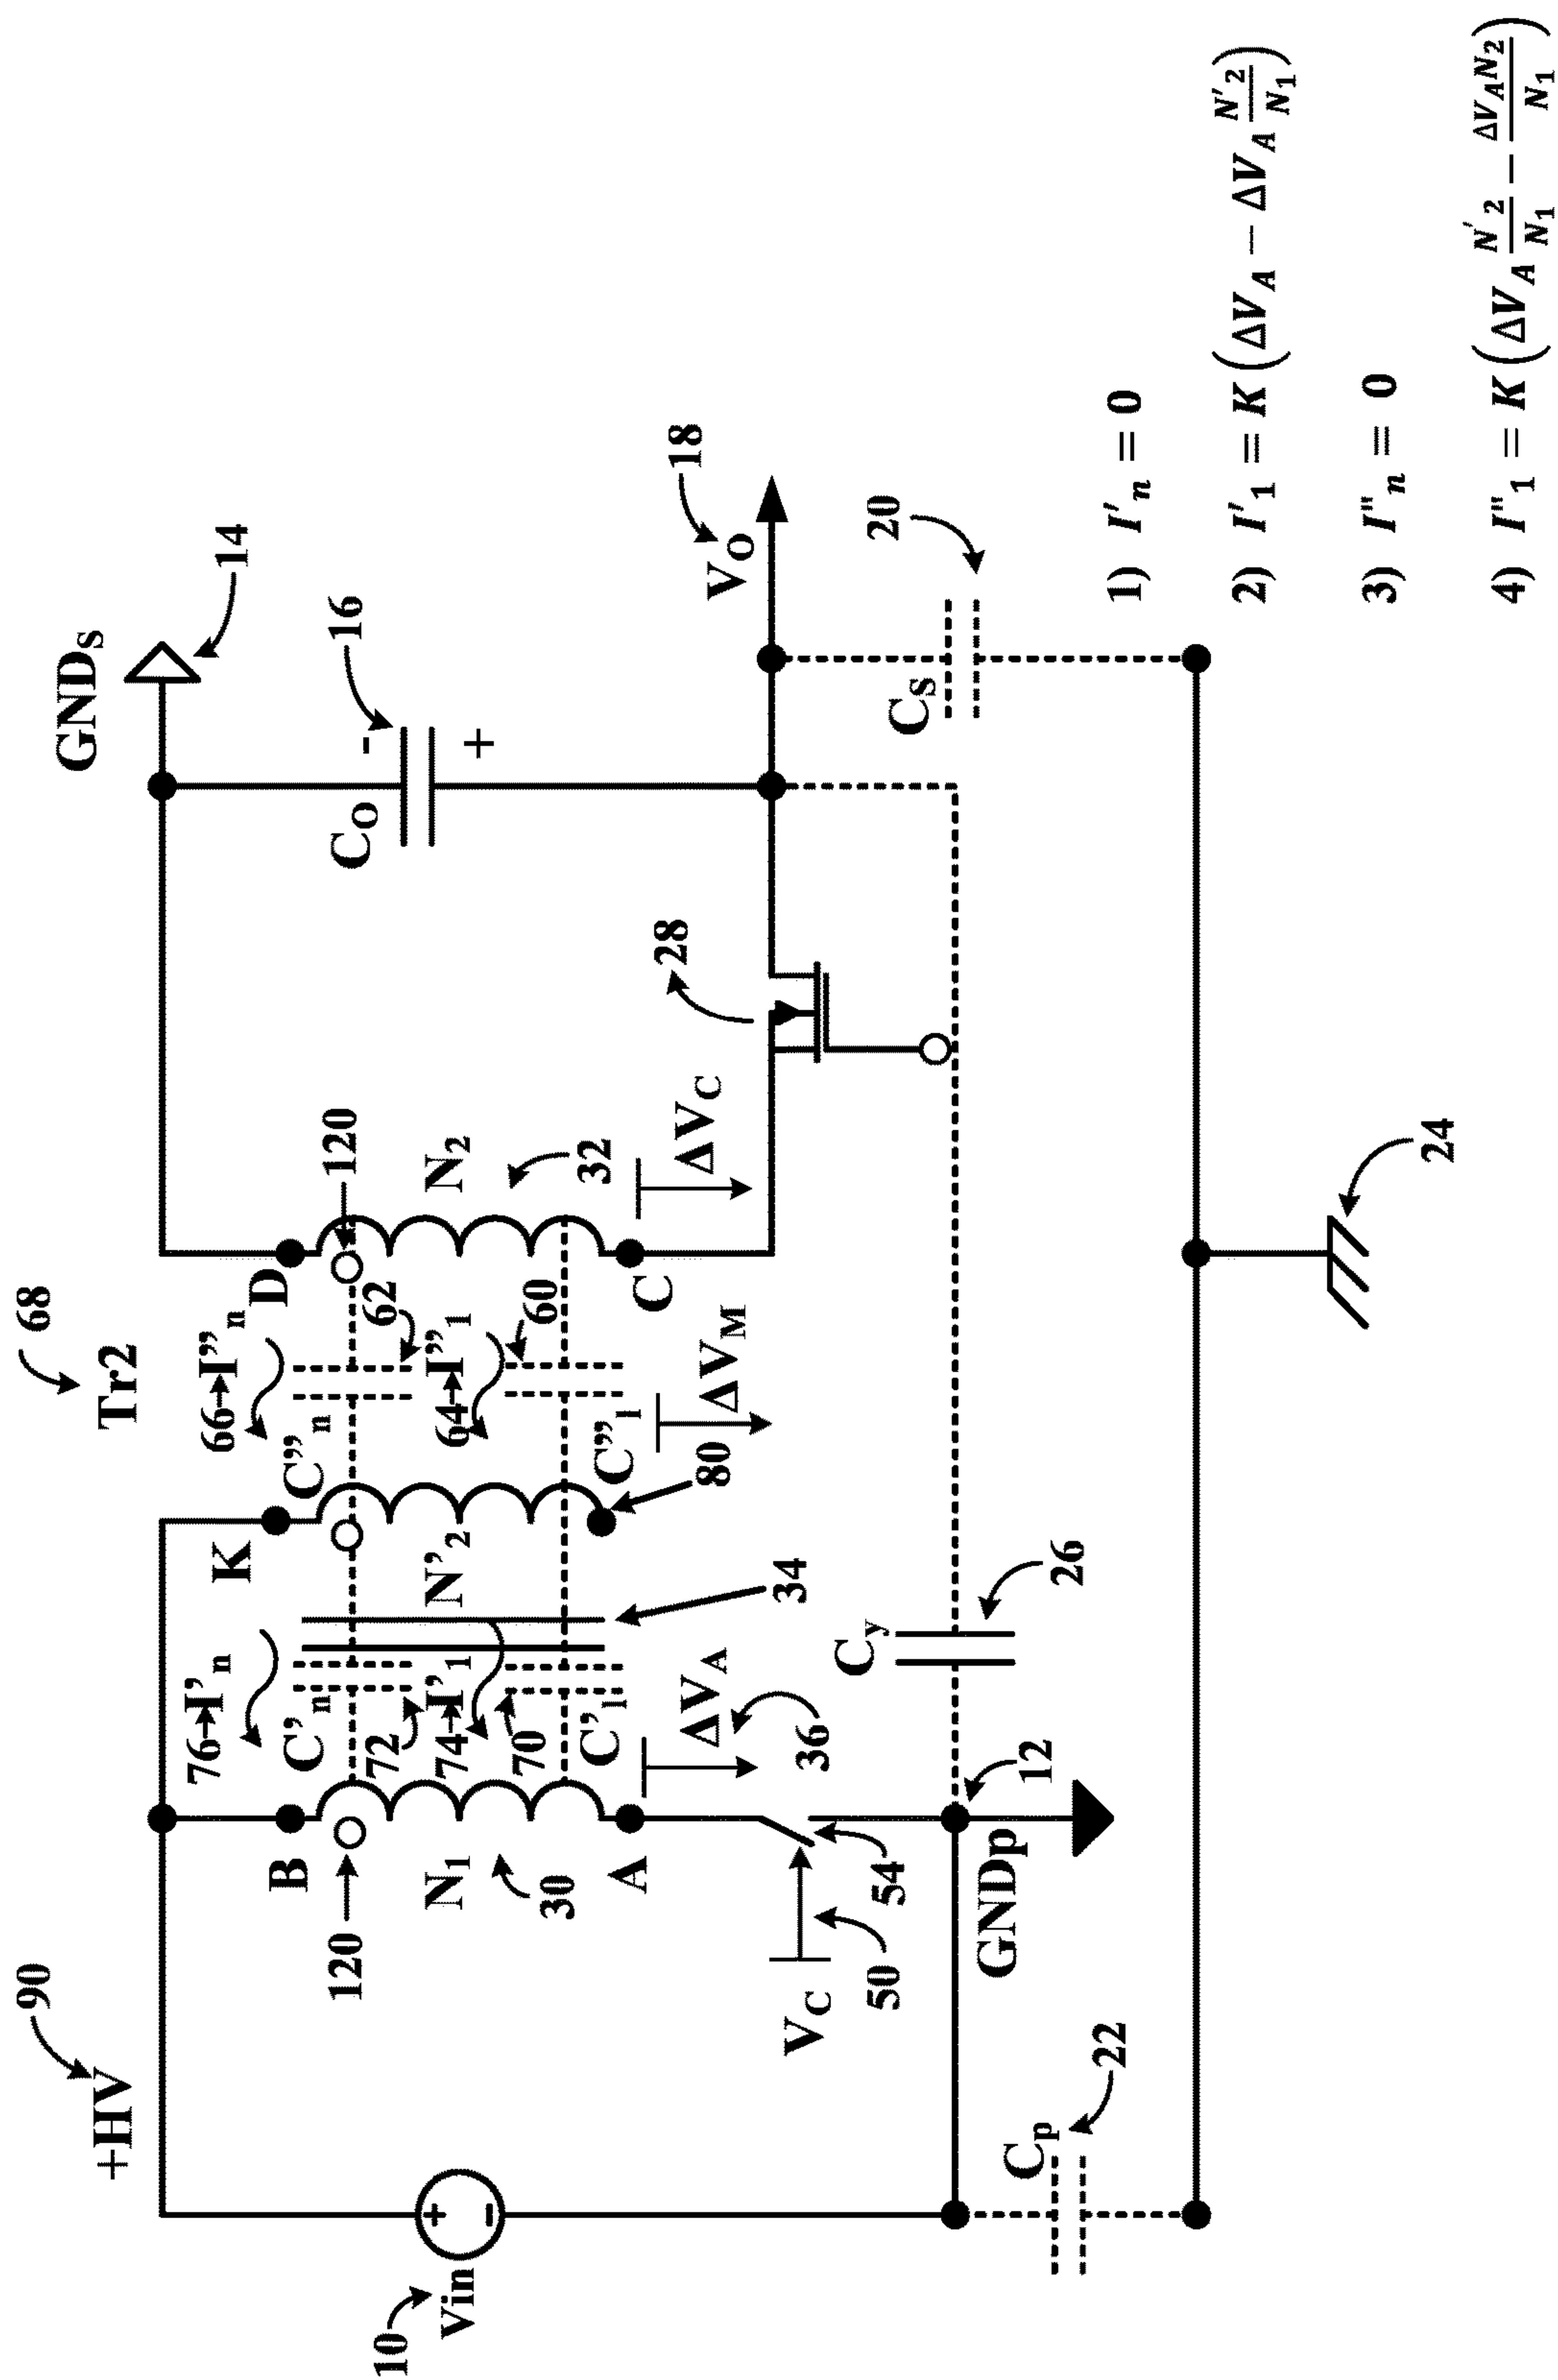 68
Tr2
90
+HV
GNDs
14
10
Vin
120
B
N₁
30
A
76
I'n
C'n
72
74
I'₁
70
C'₁
ΔVA
36
34
K
N'₂
80
66
I”n
C”n
62
64
I”₁
60
C”₁
ΔVM
D
120
N₂
32
C
ΔVC
28
CO
-
+
16
VO
18
VC
50
54
GNDp
12
Cy
26
Cs
20
Cp
22
24
+
-
1) I'n = 0
2) I'₁ = K (ΔVA − ΔVA N'₂/N₁)
3) I"n = 0
4) I"₁ = K (ΔVA N'₂/N₁ − ΔVAN₂/N₁)